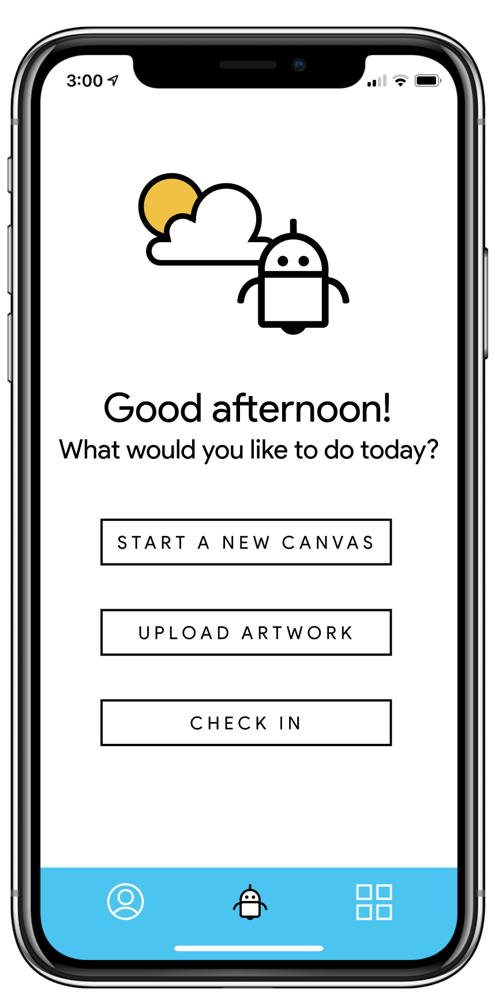 3:00
Good afternoon!
What would you like to do today?
START A NEW CANVAS
UPLOAD ARTWORK
CHECK IN